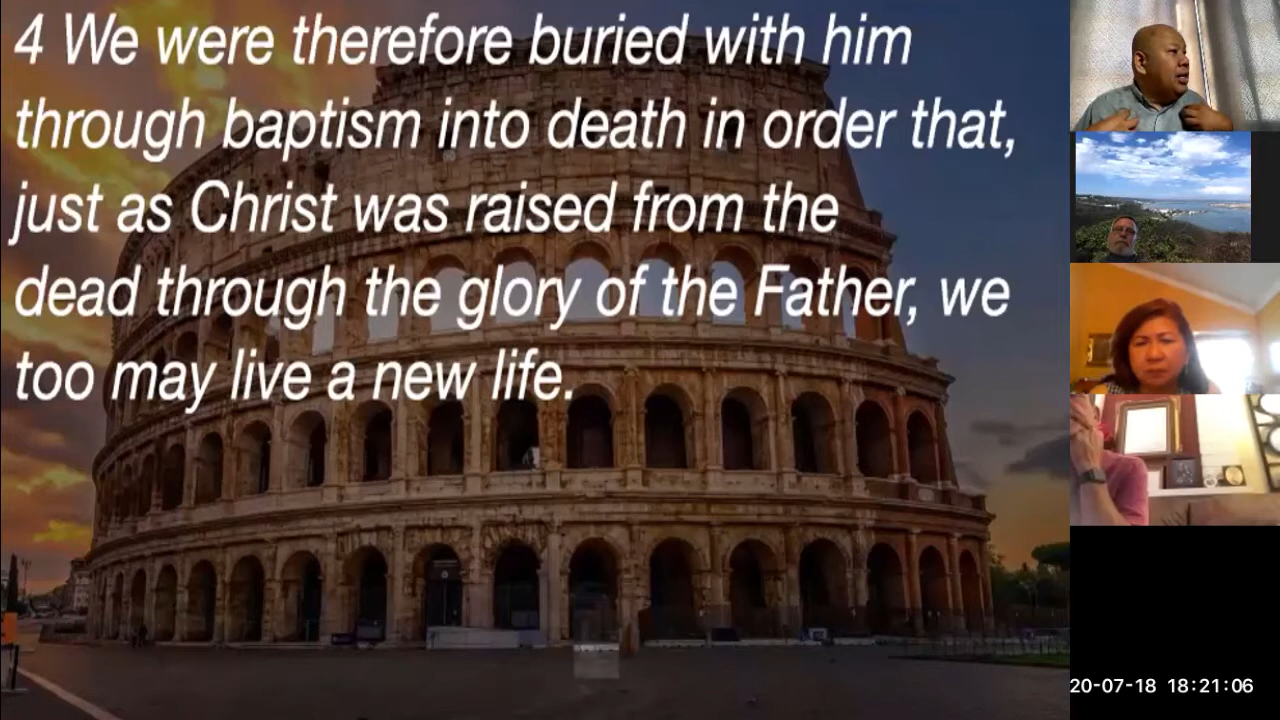 4 We were therefore buried with him
through baptism into death in order that,
just as Christ was raised from the
dead through the glory of the Father, we
too may live a new life.
20-07-18 18:21:06